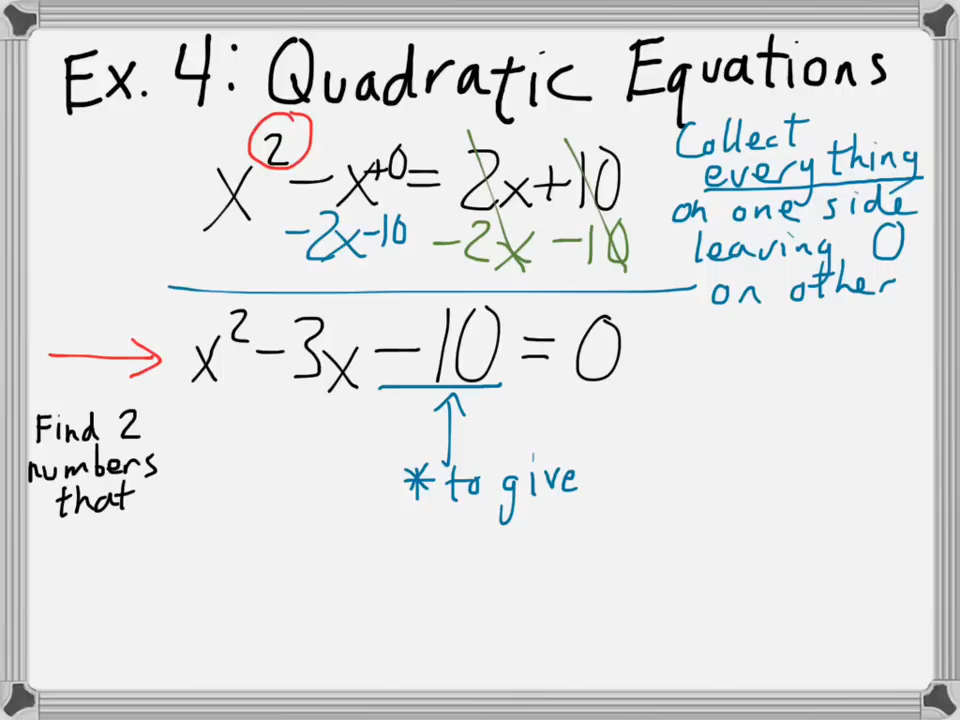 Ex. 4: Quadratic Equations
x² - x+0 = 2x+10
-2x-10 -2x -10
Collect
everything
on one side
leaving 0
on other
x² - 3x - 10 = 0
Find 2
numbers
that
* to give